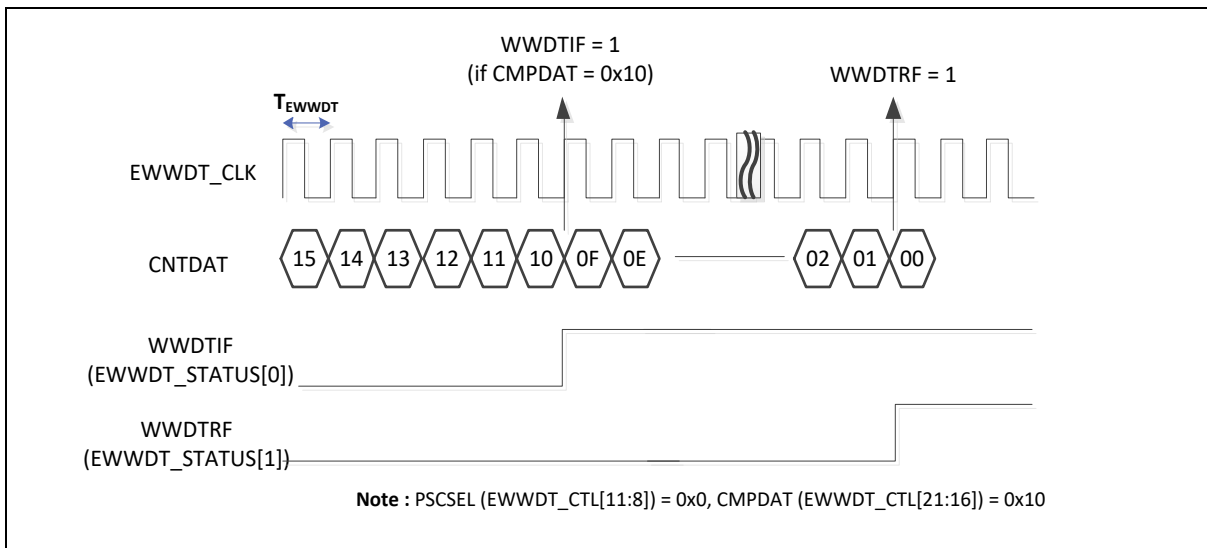 WWDTIF = 1
(if CMPDAT = 0x10)
WWDTRF = 1
TEWWDT
EWWDT_CLK
CNTDAT
15 14 13 12 11 10 0F 0E 02 01 00
WWDTIF
(EWWDT_STATUS[0])
WWDTRF
(EWWDT_STATUS[1])
Note : PSCSEL (EWWDT_CTL[11:8]) = 0x0, CMPDAT (EWWDT_CTL[21:16]) = 0x10